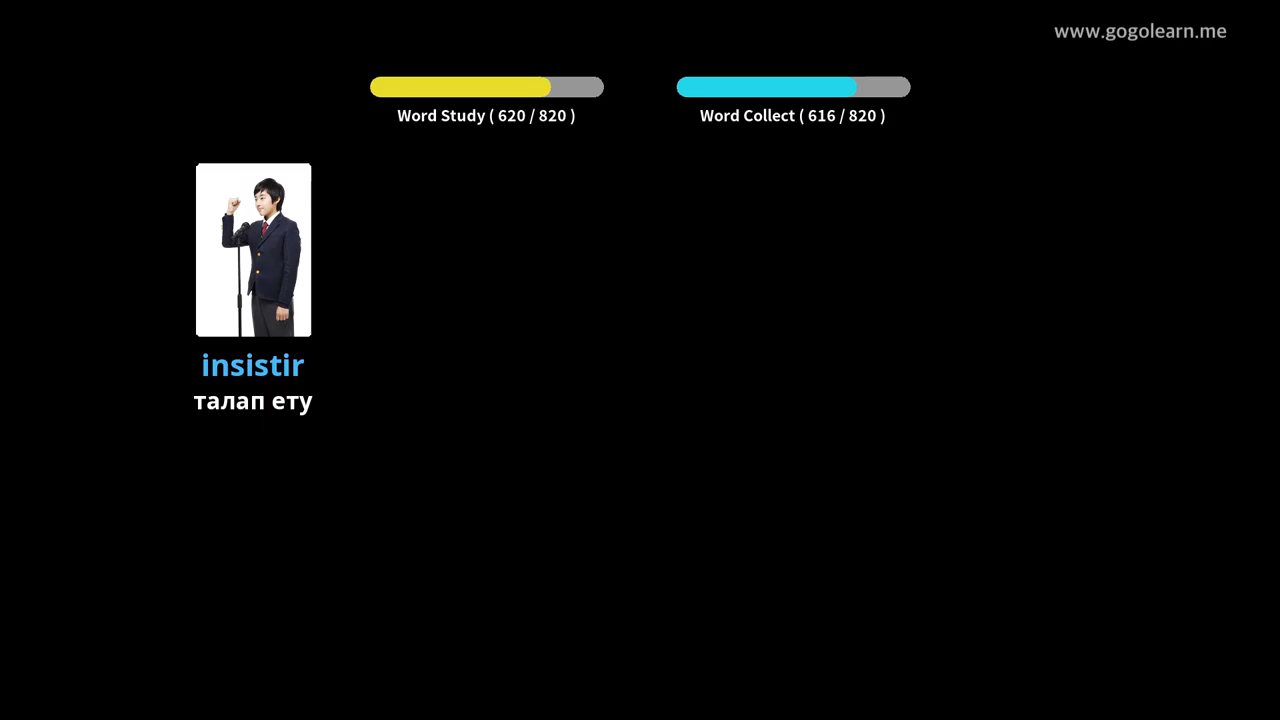 www.gogolearn.me
Word Study ( 620 / 820 )
Word Collect ( 616 / 820 )
insistir
талап ету